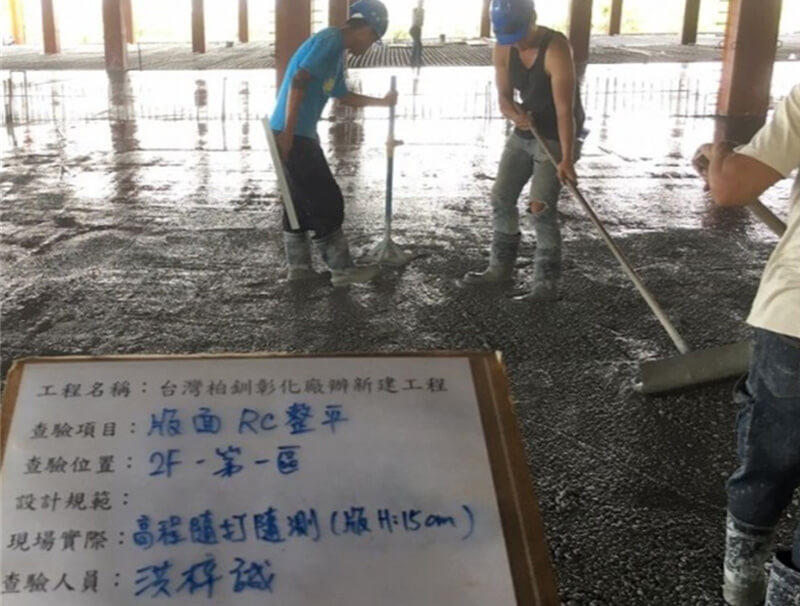 工程名稱：台灣柏釧彰化廠辦新建工程
查驗項目：版面 RC 整平
查驗位置：2F - 第一區
設計規範：
現場實際：高程隨打隨測 (版 H:15cm)
查驗人員：洪梓誠